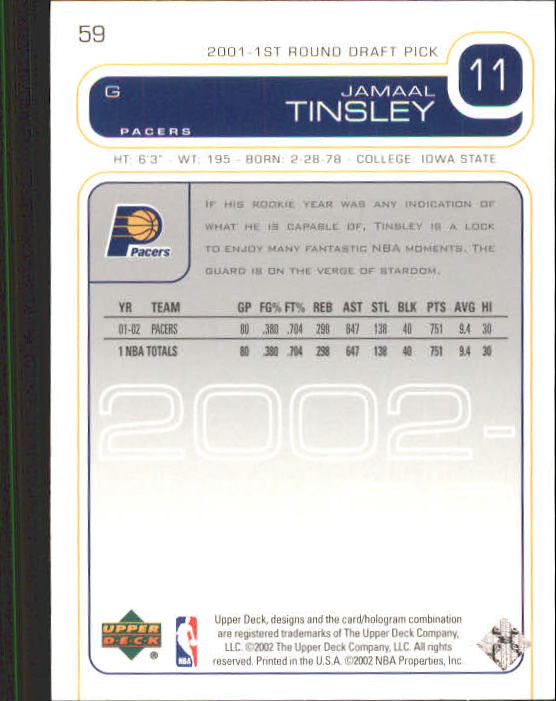 59
2001-1ST ROUND DRAFT PICK
11
G
JAMAAL
TINSLEY
PACERS
HT: 6'3" - WT: 195 - BORN: 2-28-78 - COLLEGE: IOWA STATE
Pacers
IF HIS ROOKIE YEAR WAS ANY INDICATION OF
WHAT HE IS CAPABLE OF, TINSLEY IS A LOCK
TO ENJOY MANY FANTASTIC NBA MOMENTS. THE
GUARD IS ON THE VERGE OF STARDOM.
YR TEAM GP FG% FT% REB AST STL BLK PTS AVG HI
01-02 PACERS 80 .380 .704 298 647 138 40 751 9.4 30
1 NBA TOTALS 80 .380 .704 298 647 138 40 751 9.4 30
2002-
UPPER
DECK
®
NBA
Upper Deck, designs and the card/hologram combination
are registered trademarks of The Upper Deck Company,
LLC. ©2002 The Upper Deck Company, LLC. All rights
reserved. Printed in the U.S.A. ©2002 NBA Properties, Inc